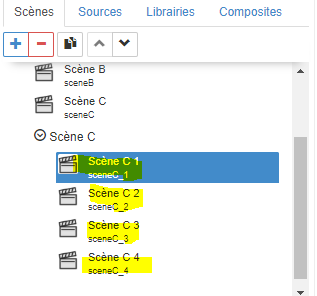 Scènes Sources Librairies Composites
Scène B
sceneB
Scène C
sceneC
Scène C
Scène C 1
sceneC_1
Scène C 2
sceneC_2
Scène C 3
sceneC_3
Scène C 4
sceneC_4